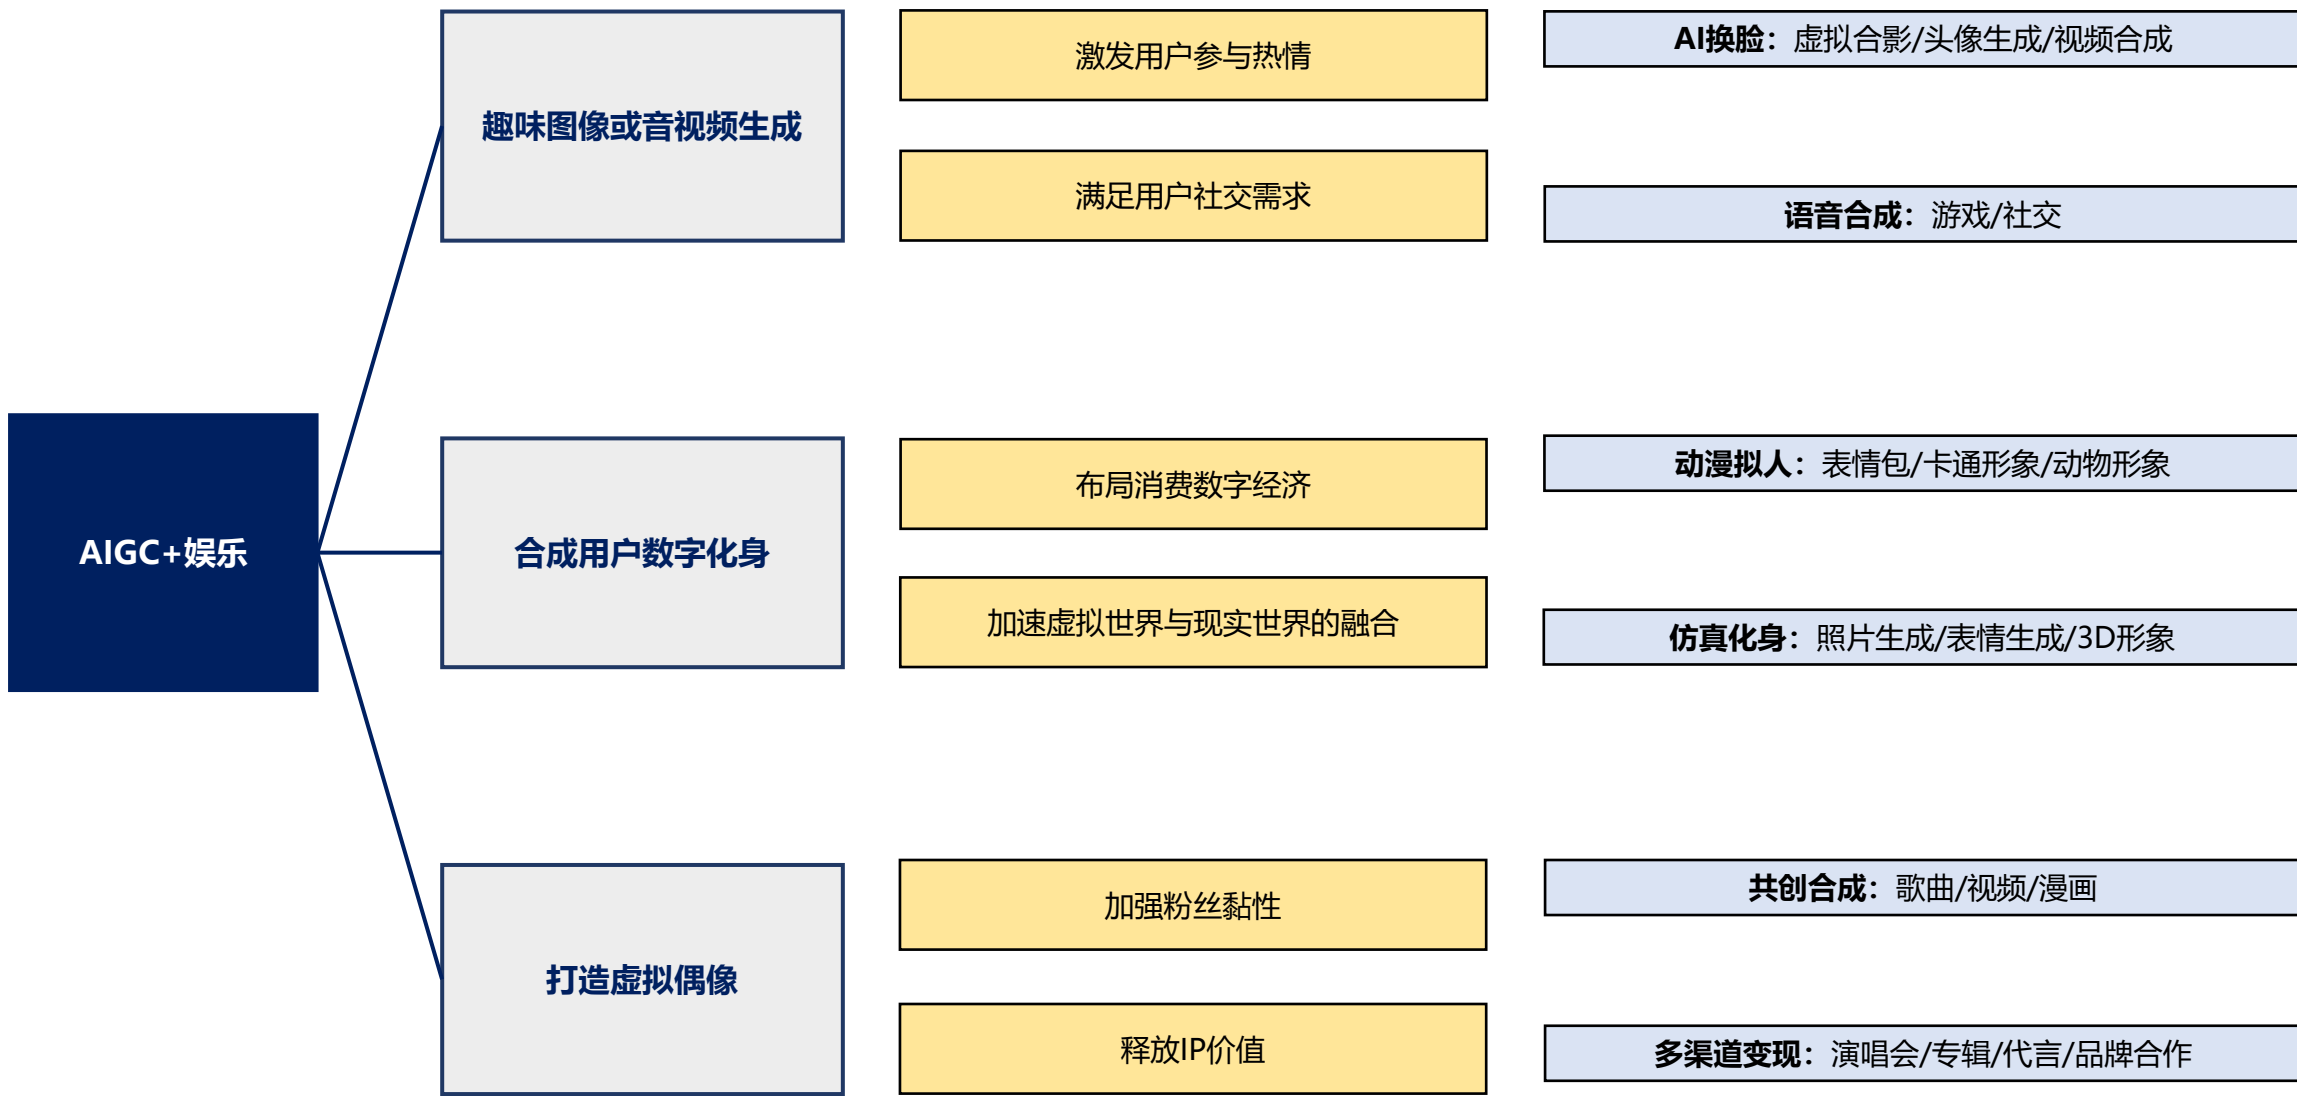 AIGC+娱乐
趣味图像或音视频生成
激发用户参与热情
满足用户社交需求
AI换脸：虚拟合影/头像生成/视频合成
语音合成：游戏/社交
合成用户数字化身
布局消费数字经济
加速虚拟世界与现实世界的融合
动漫拟人：表情包/卡通形象/动物形象
仿真化身：照片生成/表情生成/3D形象
打造虚拟偶像
加强粉丝黏性
释放IP价值
共创合成：歌曲/视频/漫画
多渠道变现：演唱会/专辑/代言/品牌合作